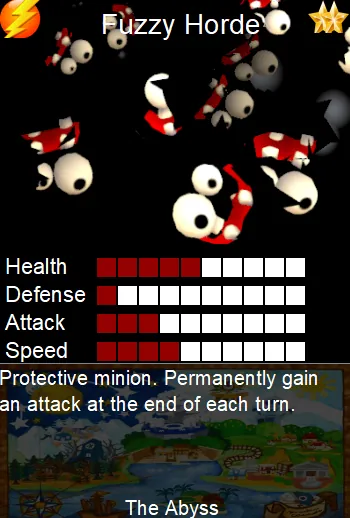 Fuzzy Horde
Health
Defense
Attack
Speed
Protective minion. Permanently gain
an attack at the end of each turn.
The Abyss